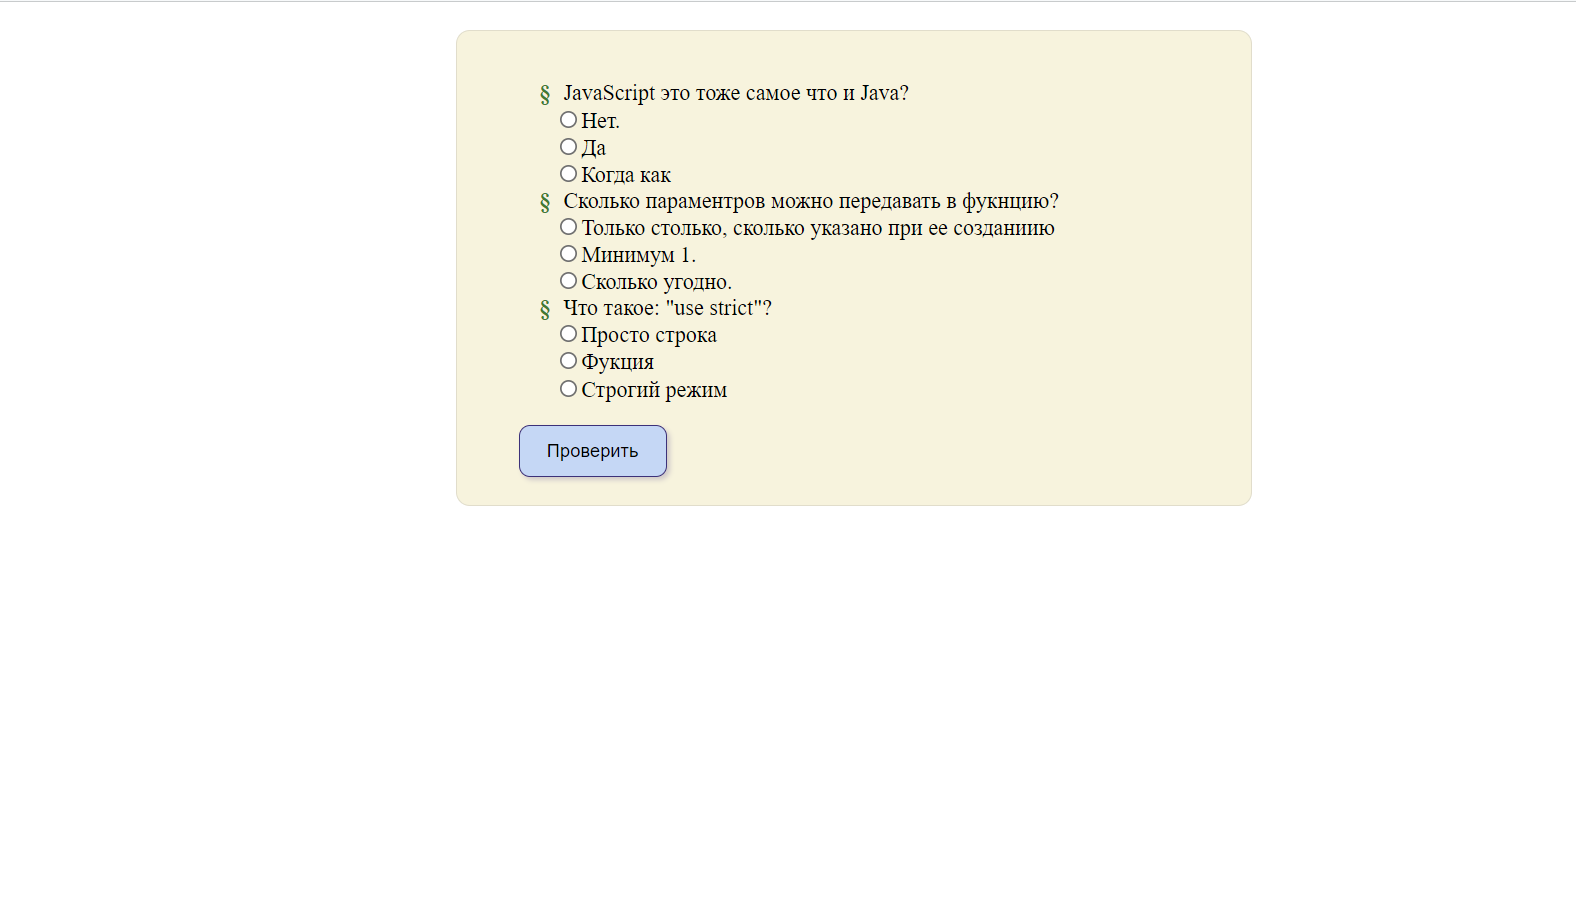 § JavaScript это тоже самое что и Java?
Нет.
Да
Когда как
§ Сколько параментров можно передавать в фукнцию?
Только столько, сколько указано при ее созданиию
Минимум 1.
Сколько угодно.
§ Что такое: "use strict"?
Просто строка
Фукция
Строгий режим
Проверить